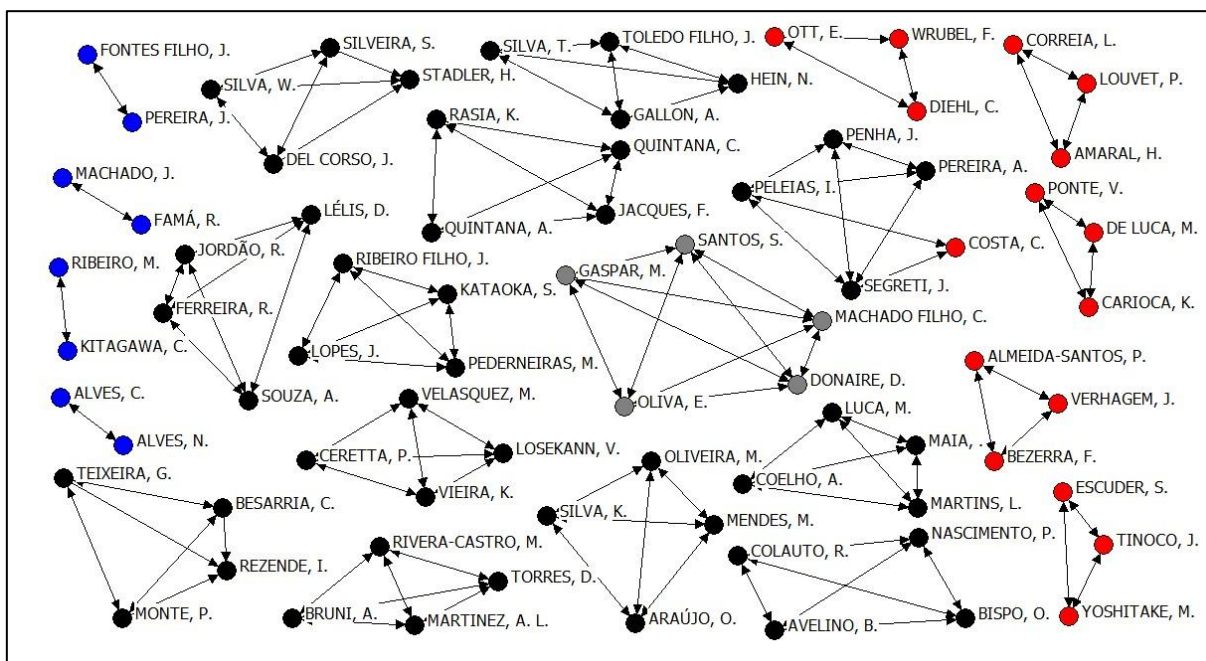 FONTES FILHO, J.
PEREIRA, J.
SILVEIRA, S.
SILVA, W.
STADLER, H.
DEL CORSO, J.
SILVA, T.
TOLEDO FILHO, J.
HEIN, N.
GALLON, A.
OTT, E.
WRUBEL, F.
DIEHL, C.
CORREIA, L.
LOUVET, P.
AMARAL, H.
MACHADO, J.
FAMÁ, R.
RASIA, K.
QUINTANA, C.
QUINTANA, A.
JACQUES, F.
PENHA, J.
PEREIRA, A.
PELEIAS, I.
COSTA, C.
SEGRETI, J.
PONTE, V.
DE LUCA, M.
CARIOCA, K.
RIBEIRO, M.
KITAGAWA, C.
LÉLIS, D.
JORDÃO, R.
FERREIRA, R.
SOUZA, A.
RIBEIRO FILHO, J.
KATAOKA, S.
LOPES, J.
PEDERNEIRAS, M.
SANTOS, S.
GASPAR, M.
MACHADO FILHO, C.
DONAIRE, D.
OLIVA, E.
ALMEIDA-SANTOS, P.
VERHAGEM, J.
BEZERRA, F.
ALVES, C.
ALVES, N.
VELASQUEZ, M.
CERETTA, P.
LOSEKANN, V.
VIEIRA, K.
LUCA, M.
MAIA, .
COELHO, A.
MARTINS, L.
TEIXEIRA, G.
BESARRIA, C.
REZENDE, I.
MONTE, P.
OLIVEIRA, M.
SILVA, K.
MENDES, M.
ARAÚJO, O.
ESCUDER, S.
TINOCO, J.
YOSHITAKE, M.
RIVERA-CASTRO, M.
TORRES, D.
BRUNI, A.
MARTINEZ, A. L.
NASCIMENTO, P.
COLAUTO, R.
BISPO, O.
AVELINO, B.